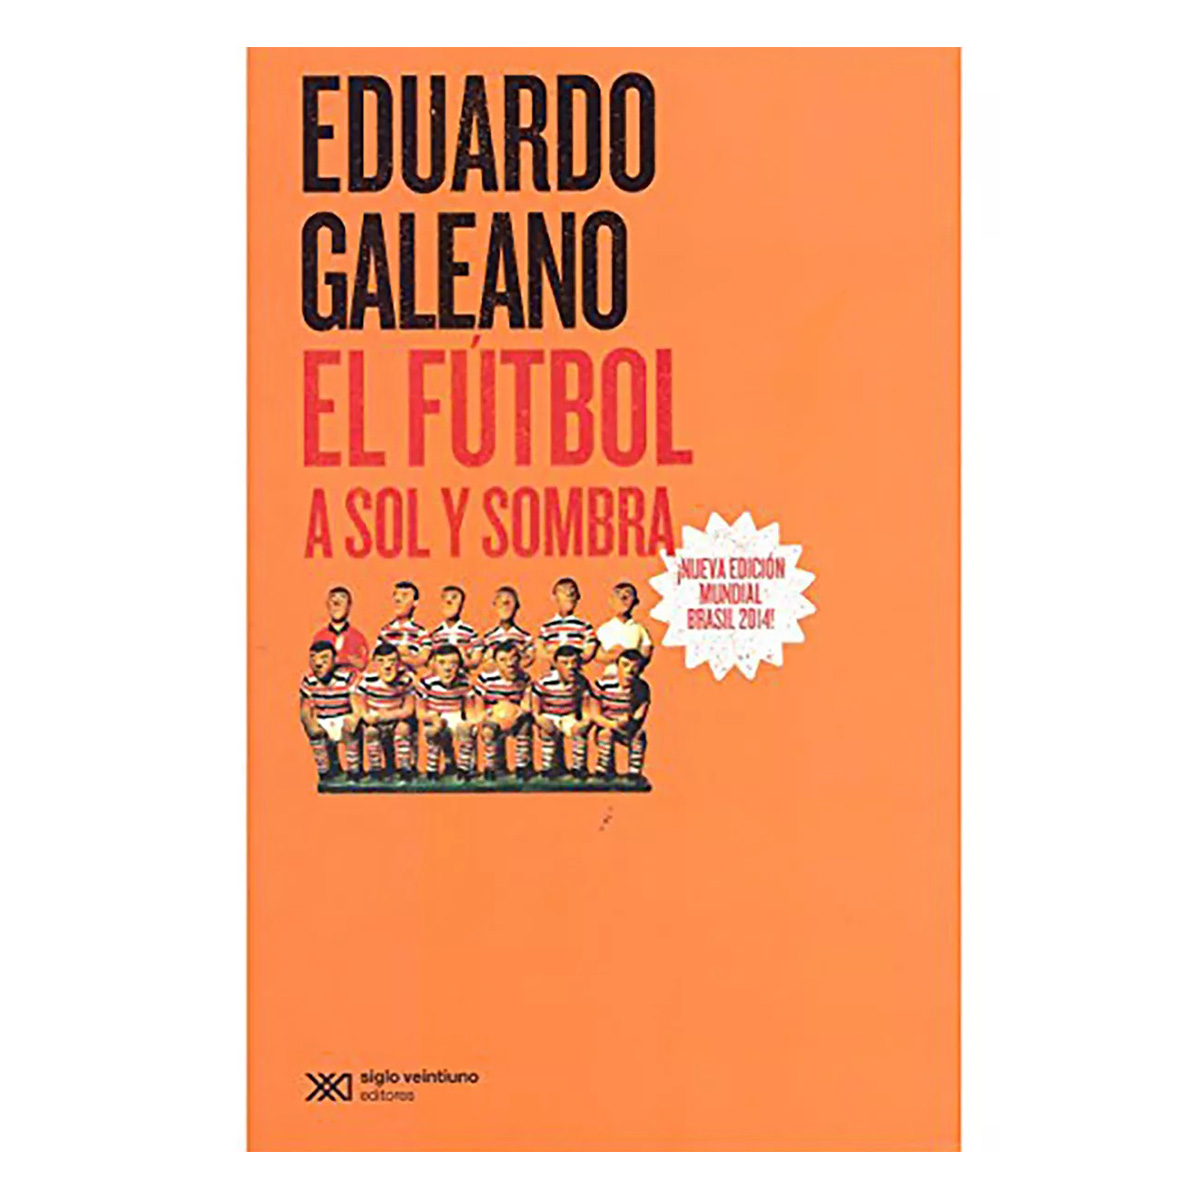 EDUARDO
GALEANO
EL FÚTBOL
A SOL Y SOMBRA
¡NUEVA EDICIÓN
MUNDIAL
BRASIL 2014!
siglo veintiuno
editores